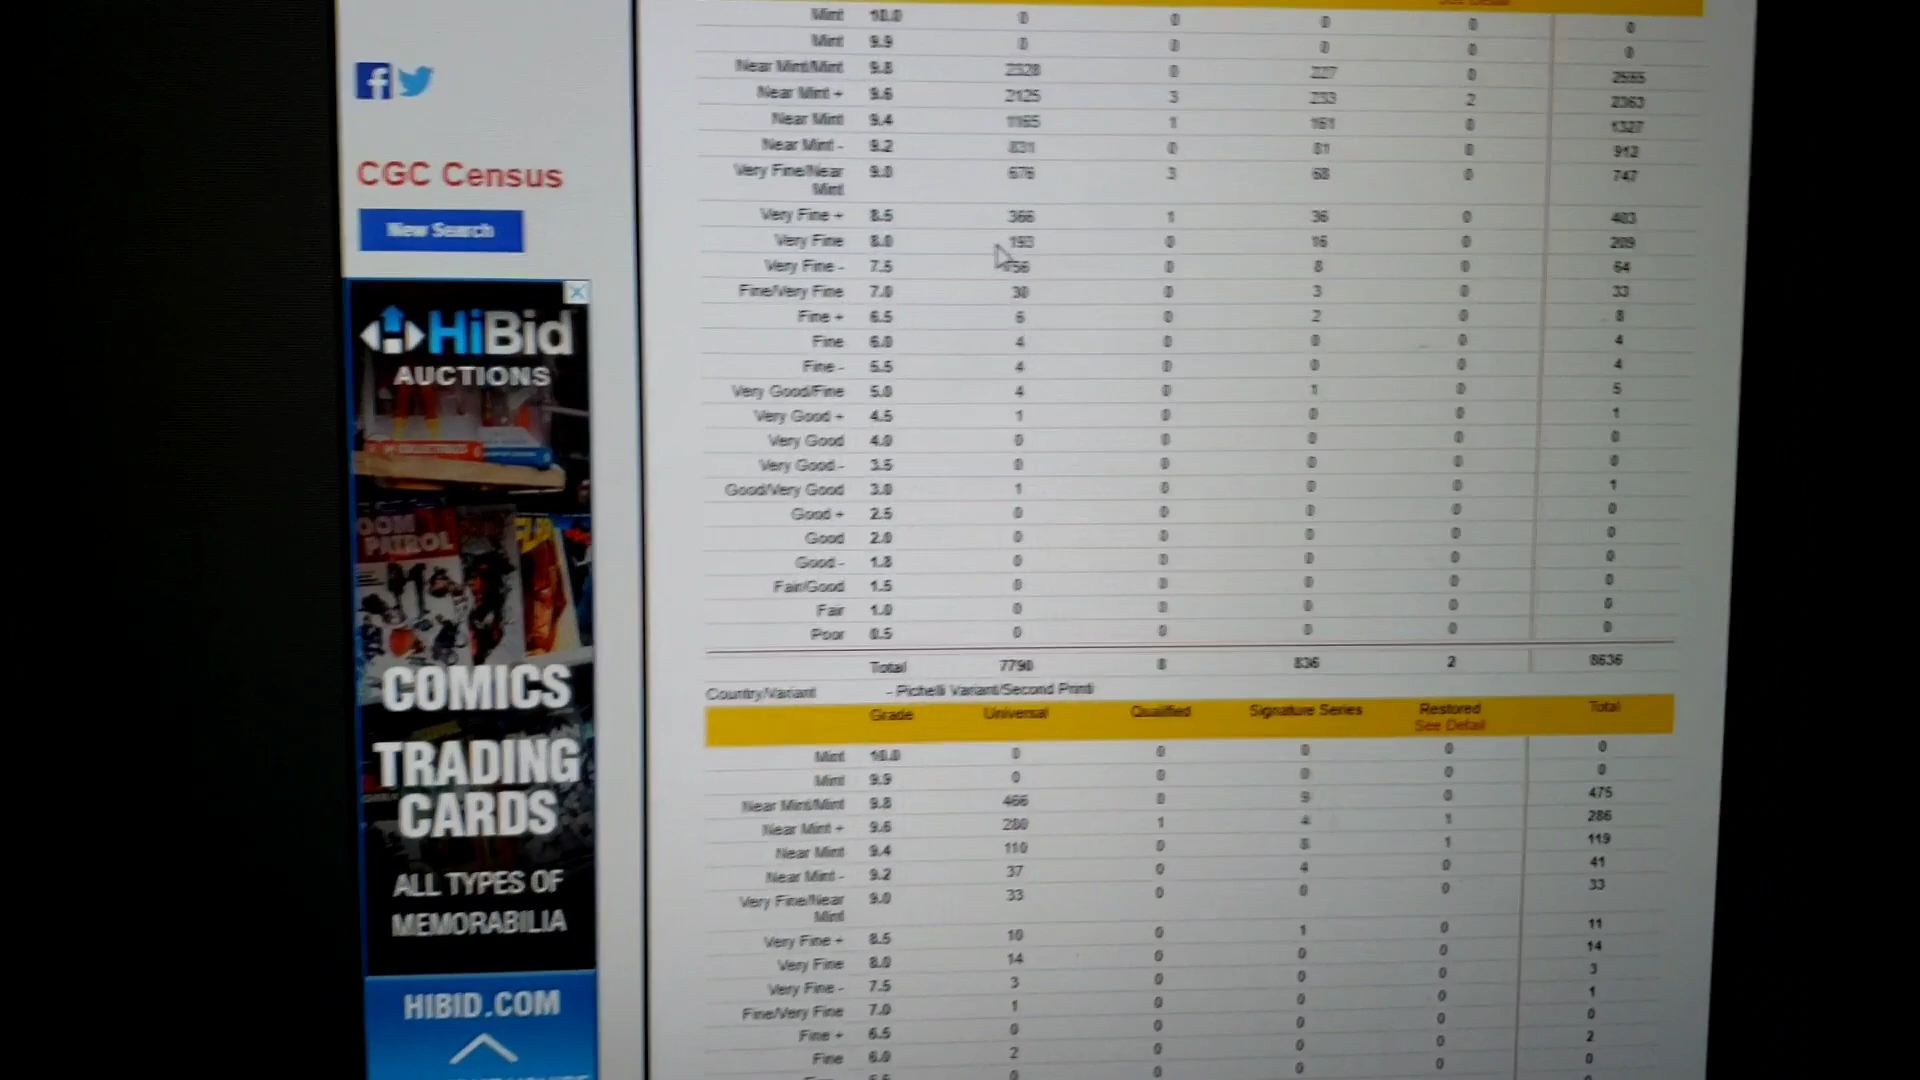 See Detail
Mint 10.0 0 0 0 0 0
Mint 9.9 0 0 0 0 0
Near Mint/Mint 9.8 2328 0 227 0 2555
Near Mint + 9.6 2125 3 233 2 2363
Near Mint 9.4 1165 1 161 0 1327
Near Mint - 9.2 831 0 81 0 912
Very Fine/Near Mint 9.0 676 3 68 0 747
Very Fine + 8.5 366 1 36 0 403
Very Fine 8.0 193 0 16 0 209
Very Fine - 7.5 56 0 8 0 64
Fine/Very Fine 7.0 30 0 3 0 33
Fine + 6.5 6 0 2 0 8
Fine 6.0 4 0 0 0 4
Fine - 5.5 4 0 0 0 4
Very Good/Fine 5.0 4 0 1 0 5
Very Good + 4.5 1 0 0 0 1
Very Good 4.0 0 0 0 0 0
Very Good - 3.5 0 0 0 0 0
Good/Very Good 3.0 1 0 0 0 1
Good + 2.5 0 0 0 0 0
Good 2.0 0 0 0 0 0
Good - 1.8 0 0 0 0 0
Fair/Good 1.5 0 0 0 0 0
Fair 1.0 0 0 0 0 0
Poor 0.5 0 0 0 0 0
Total 7790 8 836 2 8636
Country/Variant - Pichelli Variant/Second Printi
Grade Universal Qualified Signature Series Restored Total
See Detail
Mint 10.0 0 0 0 0 0
Mint 9.9 0 0 0 0 0
Near Mint/Mint 9.8 466 0 9 0 475
Near Mint + 9.6 280 1 4 1 286
Near Mint 9.4 110 0 8 1 119
Near Mint - 9.2 37 0 4 0 41
Very Fine/Near Mint 9.0 33 0 0 0 33
Very Fine + 8.5 10 0 1 0 11
Very Fine 8.0 14 0 0 0 14
Very Fine - 7.5 3 0 0 0 3
Fine/Very Fine 7.0 1 0 0 0 1
Fine + 6.5 0 0 0 0 0
Fine 6.0 2 0 0 0 2
CGC Census
New Search
HiBid
AUCTIONS
DOOM
PATROL
COMICS
TRADING
CARDS
ALL TYPES OF
MEMORABILIA
HIBID.COM